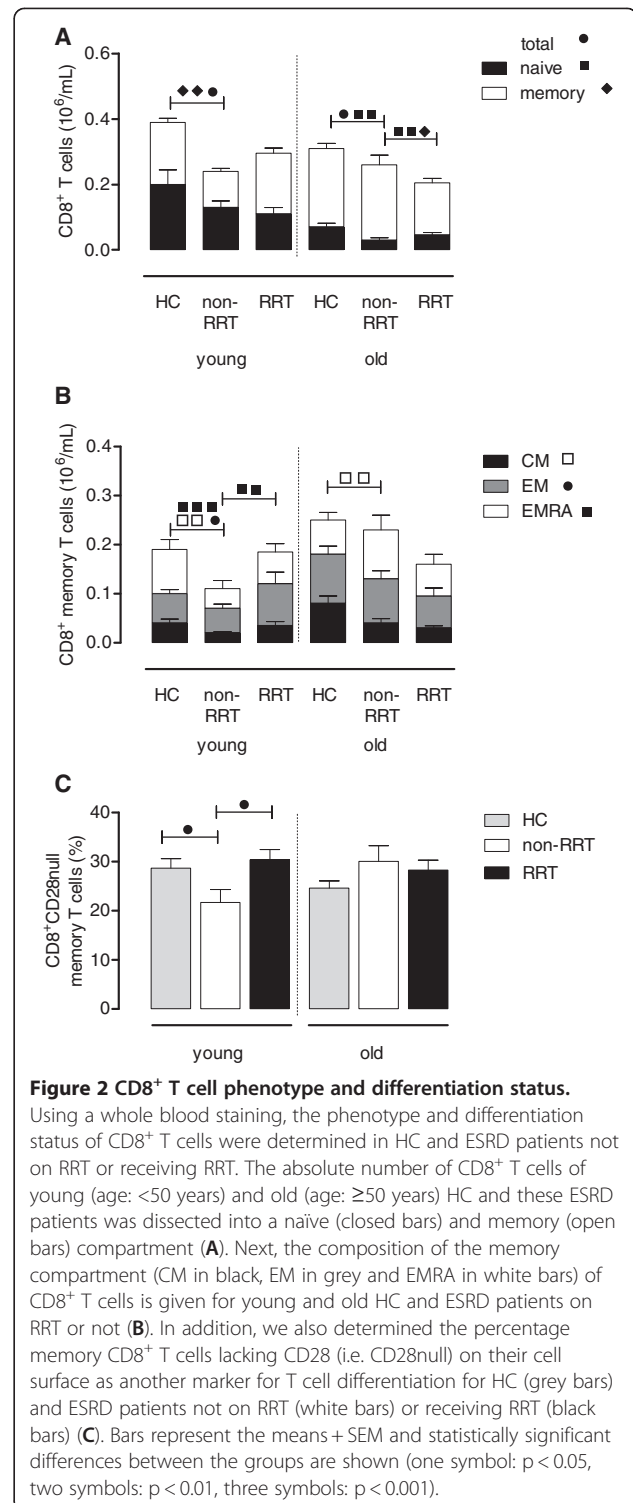 A
total ●
naive ■
memory ◆
CD8+ T cells (10^6/mL)
0.6
0.4
0.2
0.0
◆◆●
●■■
■■◆
HC non-RRT RRT HC non-RRT RRT
young old
B
CM □
EM ●
EMRA ■
CD8+ memory T cells (10^6/mL)
0.4
0.3
0.2
0.1
0.0
■■■
□□●
■■
□□
HC non-RRT RRT HC non-RRT RRT
young old
C
HC
non-RRT
RRT
CD8+CD28null
memory T cells (%)
40
30
20
10
0
●
●
young old
Figure 2 CD8+ T cell phenotype and differentiation status.
Using a whole blood staining, the phenotype and differentiation
status of CD8+ T cells were determined in HC and ESRD patients not
on RRT or receiving RRT. The absolute number of CD8+ T cells of
young (age: <50 years) and old (age: ≥50 years) HC and these ESRD
patients was dissected into a naïve (closed bars) and memory (open
bars) compartment (A). Next, the composition of the memory
compartment (CM in black, EM in grey and EMRA in white bars) of
CD8+ T cells is given for young and old HC and ESRD patients on
RRT or not (B). In addition, we also determined the percentage
memory CD8+ T cells lacking CD28 (i.e. CD28null) on their cell
surface as another marker for T cell differentiation for HC (grey bars)
and ESRD patients not on RRT (white bars) or receiving RRT (black
bars) (C). Bars represent the means + SEM and statistically significant
differences between the groups are shown (one symbol: p < 0.05,
two symbols: p < 0.01, three symbols: p < 0.001).